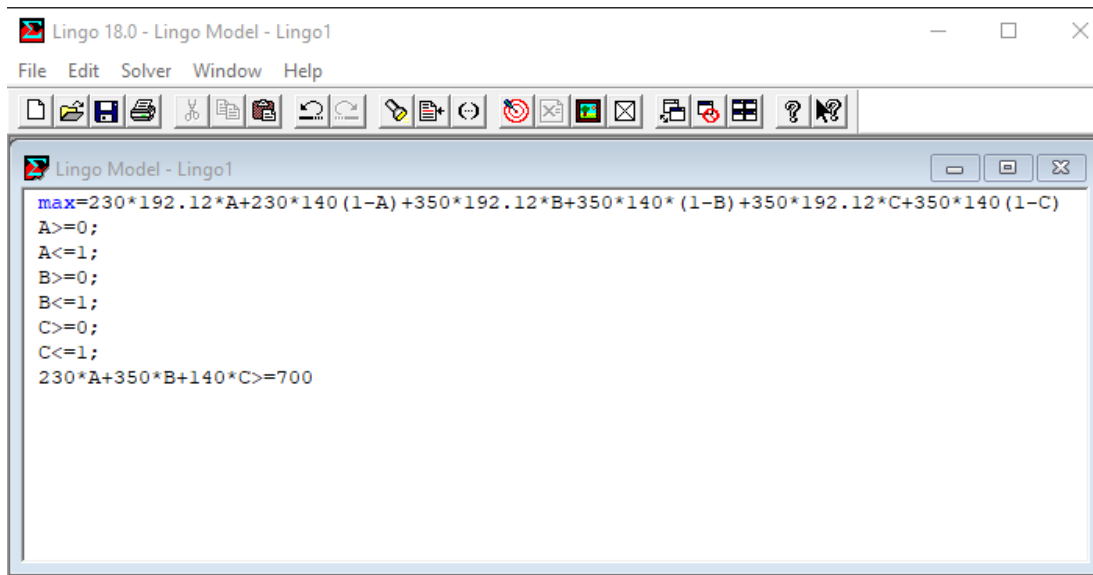 Lingo 18.0 - Lingo Model - Lingo1
File Edit Solver Window Help
Lingo Model - Lingo1
max=230*192.12*A+230*140(1-A)+350*192.12*B+350*140*(1-B)+350*192.12*C+350*140(1-C)
A>=0;
A<=1;
B>=0;
B<=1;
C>=0;
C<=1;
230*A+350*B+140*C>=700